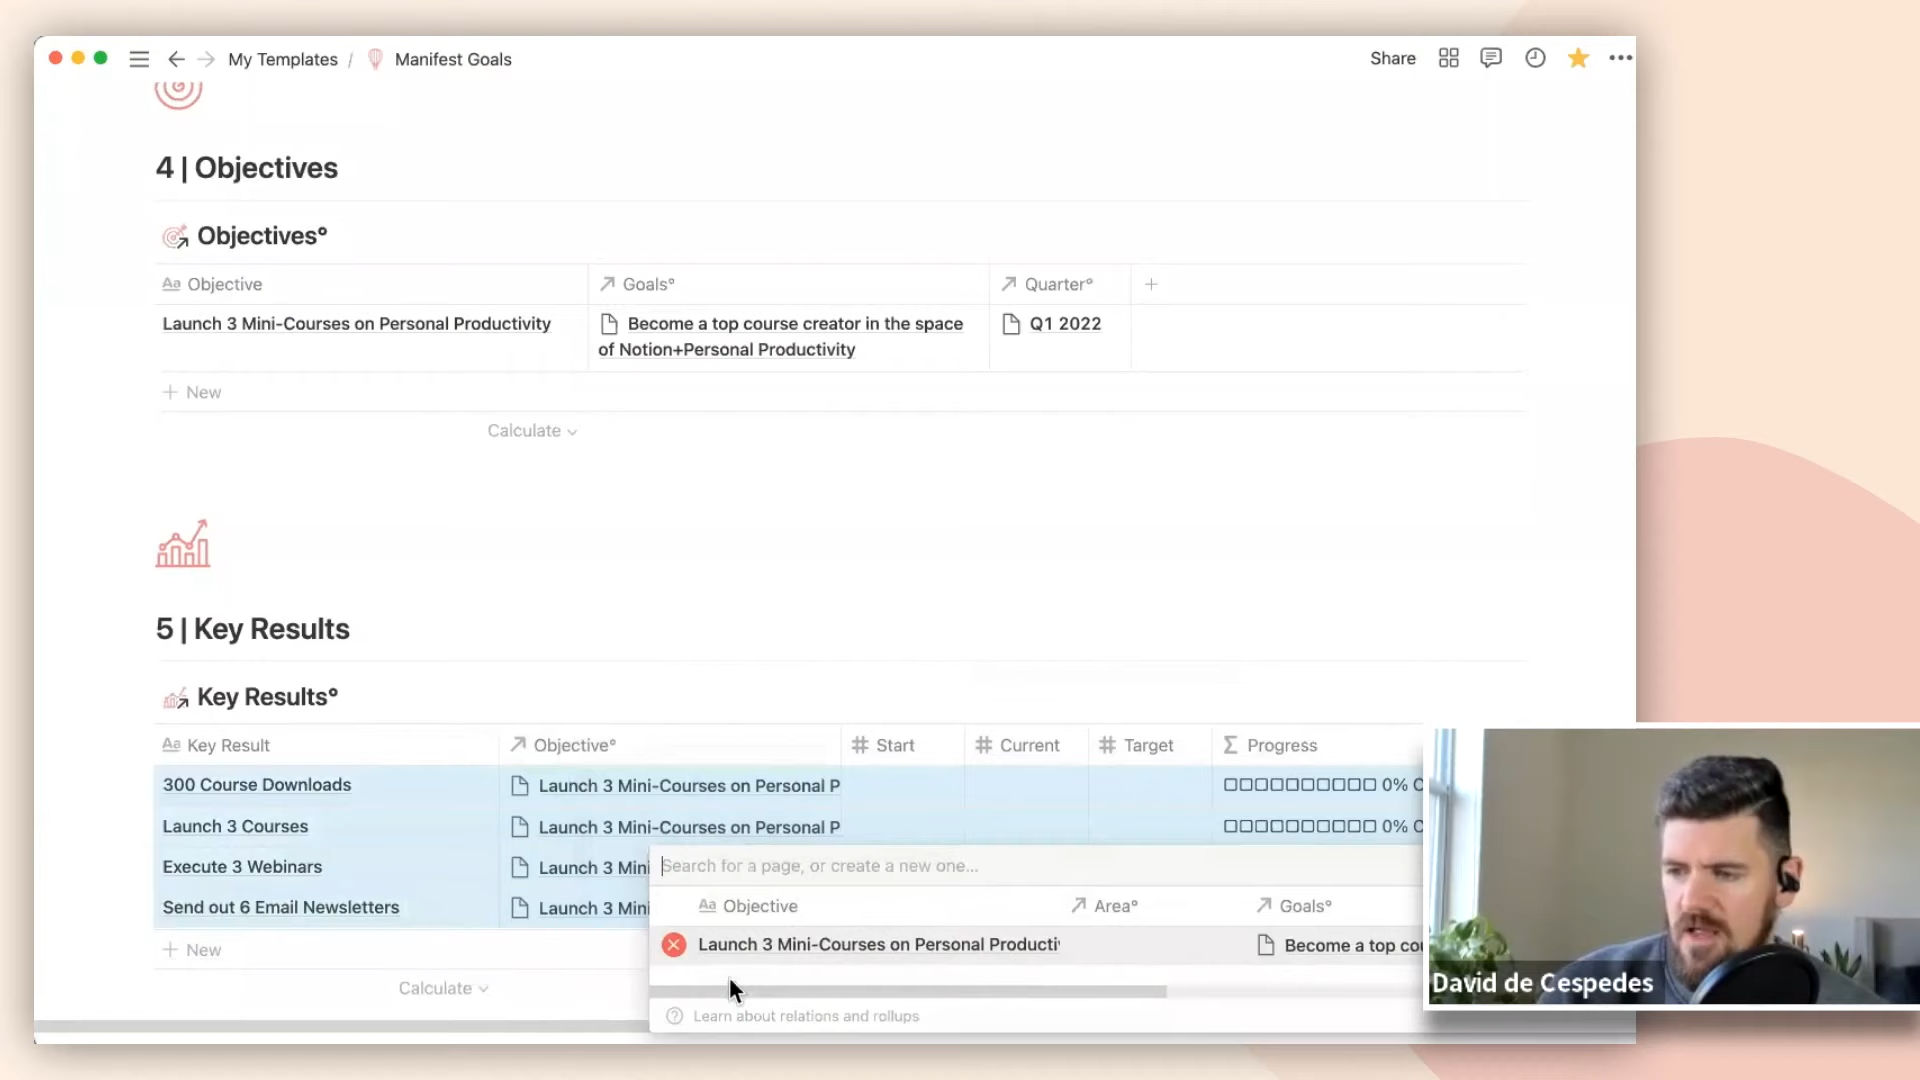 My Templates / Manifest Goals
Share
4 | Objectives
Objectives°
Aa Objective
Goals°
Quarter°
Launch 3 Mini-Courses on Personal Productivity
Become a top course creator in the space
of Notion+Personal Productivity
Q1 2022
+ New
Calculate
5 | Key Results
Key Results°
Aa Key Result
Objective°
# Start
# Current
# Target
Σ Progress
300 Course Downloads
Launch 3 Mini-Courses on Personal P
0% C
Launch 3 Courses
Launch 3 Mini-Courses on Personal P
0% C
Execute 3 Webinars
Launch 3 Mini
Send out 6 Email Newsletters
Launch 3 Mini
+ New
Calculate
Search for a page, or create a new one...
Aa Objective
Area°
Goals°
Launch 3 Mini-Courses on Personal Producti
Become a top cou
Learn about relations and rollups
David de Cespedes